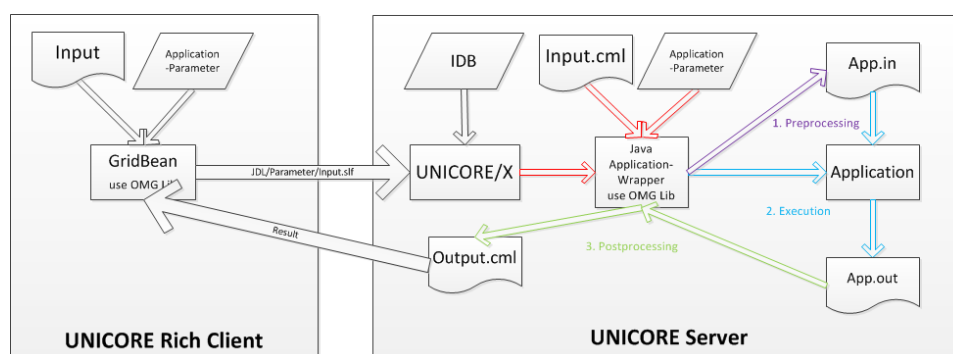 Input
Application
-Parameter
GridBean
use OMG Lib
UNICORE Rich Client
JDL/Parameter/Input.slf
Result
IDB
Input.cml
Application
-Parameter
App.in
1. Preprocessing
UNICORE/X
Java
Application-
Wrapper
use OMG Lib
Application
2. Execution
3. Postprocessing
Output.cml
App.out
UNICORE Server